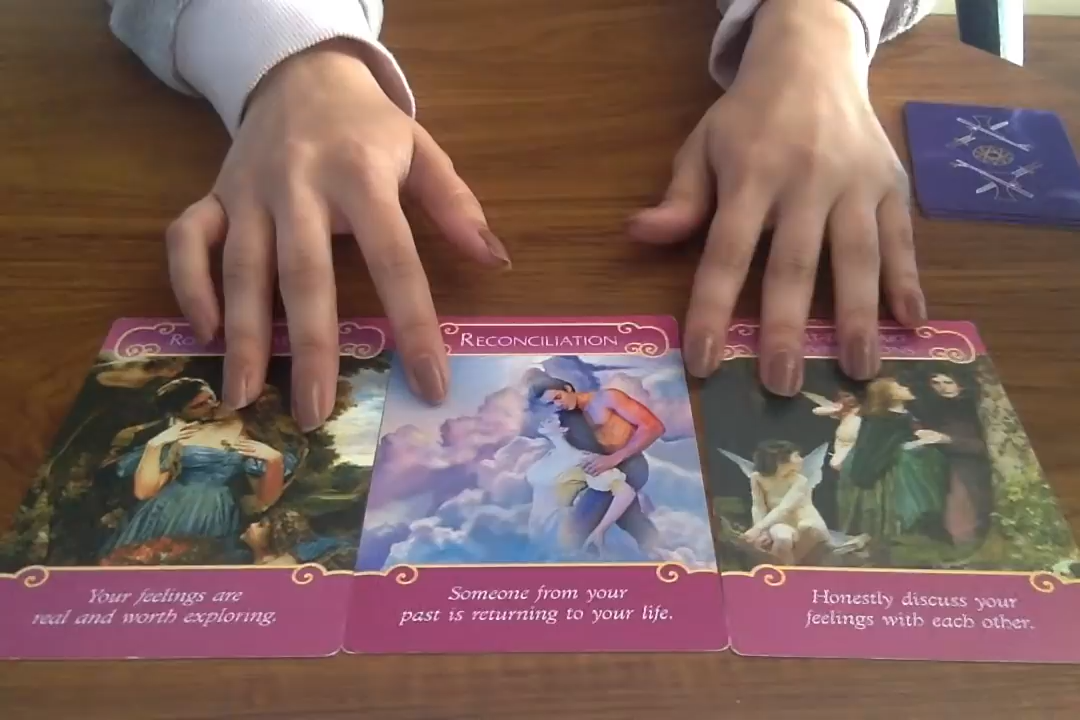 RECONCILIATION
Your feelings are
real and worth exploring.
Someone from your
past is returning to your life.
Honestly discuss your
feelings with each other.